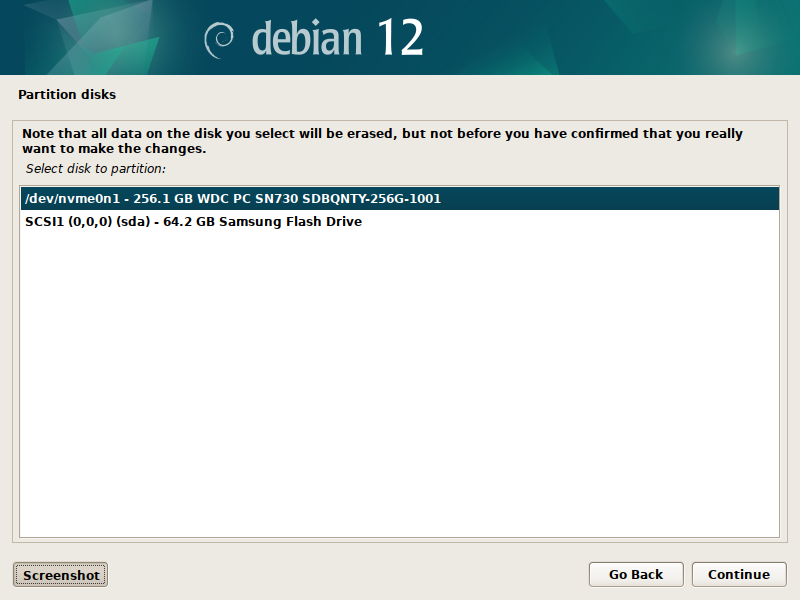 debian 12
Partition disks
Note that all data on the disk you select will be erased, but not before you have confirmed that you really
want to make the changes.
Select disk to partition:
/dev/nvme0n1 - 256.1 GB WDC PC SN730 SDBQNTY-256G-1001
SCSI1 (0,0,0) (sda) - 64.2 GB Samsung Flash Drive
Screenshot
Go Back
Continue